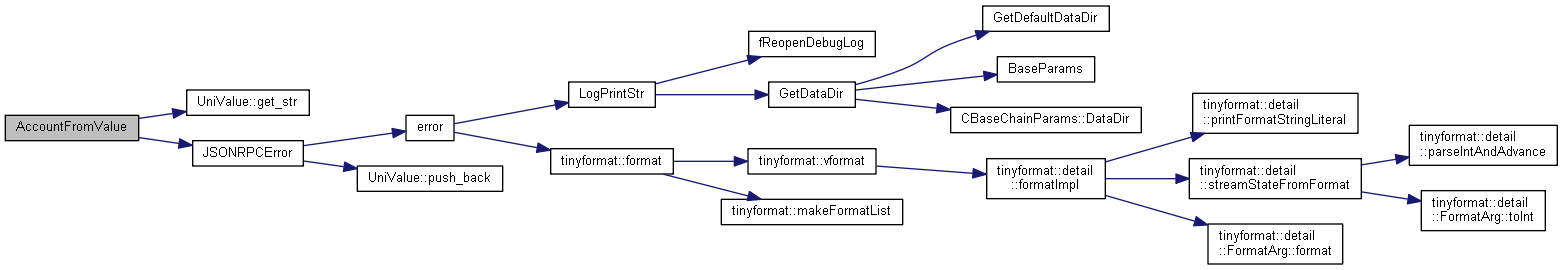 AccountFromValue
UniValue::get_str
JSONRPCError
error
UniValue::push_back
LogPrintStr
tinyformat::format
fReopenDebugLog
GetDataDir
tinyformat::vformat
tinyformat::makeFormatList
GetDefaultDataDir
BaseParams
CBaseChainParams::DataDir
tinyformat::detail
::formatImpl
tinyformat::detail
::printFormatStringLiteral
tinyformat::detail
::streamStateFromFormat
tinyformat::detail
::FormatArg::format
tinyformat::detail
::parseIntAndAdvance
tinyformat::detail
::FormatArg::toInt